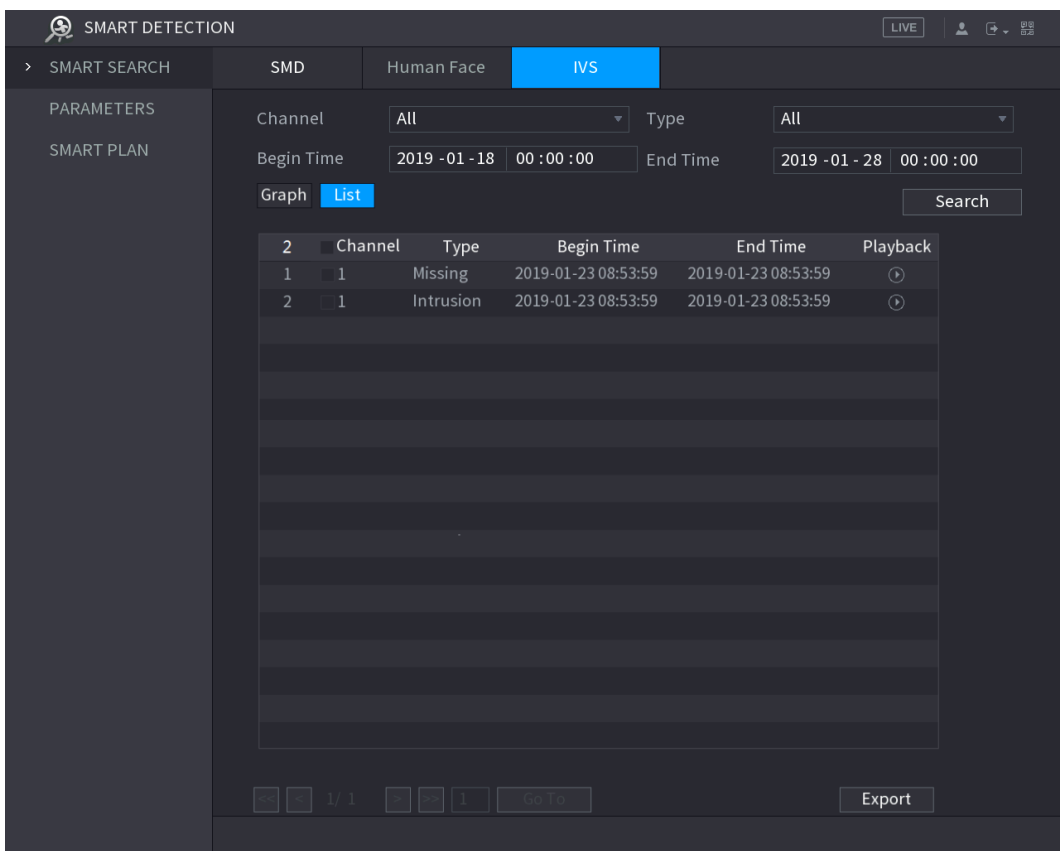 SMART DETECTION LIVE
> SMART SEARCH SMD Human Face IVS
PARAMETERS
SMART PLAN
Channel All Type All
Begin Time 2019 -01 -18 00 :00 :00 End Time 2019 -01 - 28 00 :00 :00
Graph List
Search
2 Channel Type Begin Time End Time Playback
1 1 Missing 2019-01-23 08:53:59 2019-01-23 08:53:59
2 1 Intrusion 2019-01-23 08:53:59 2019-01-23 08:53:59
<< < 1/ 1 > >> 1 Go To Export